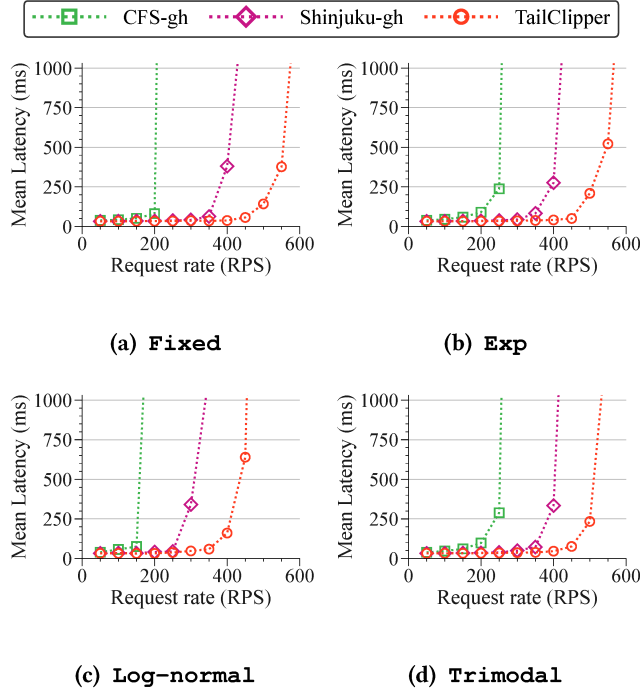 CFS-gh Shinjuku-gh TailClipper
1000
750
500
250
0
Mean Latency (ms)
0 200 400 600
Request rate (RPS)
(a) Fixed
1000
750
500
250
0
Mean Latency (ms)
0 200 400 600
Request rate (RPS)
(b) Exp
1000
750
500
250
0
Mean Latency (ms)
0 200 400 600
Request rate (RPS)
(c) Log-normal
1000
750
500
250
0
Mean Latency (ms)
0 200 400 600
Request rate (RPS)
(d) Trimodal